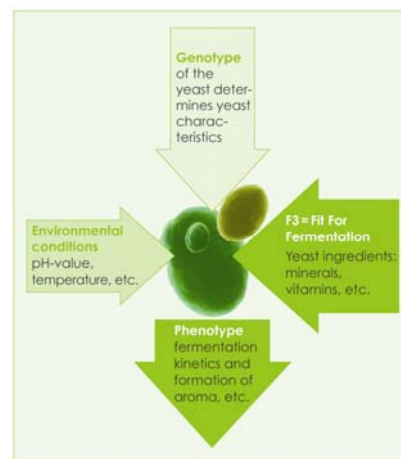 Genotype
of the
yeast deter-
mines yeast
charac-
teristics
Environmental
conditions
pH-value,
temperature, etc.
F3=Fit For
Fermentation
Yeast ingredients:
minerals,
vitamins, etc.
Phenotype
fermentation
kinetics and
formation of
aroma, etc.